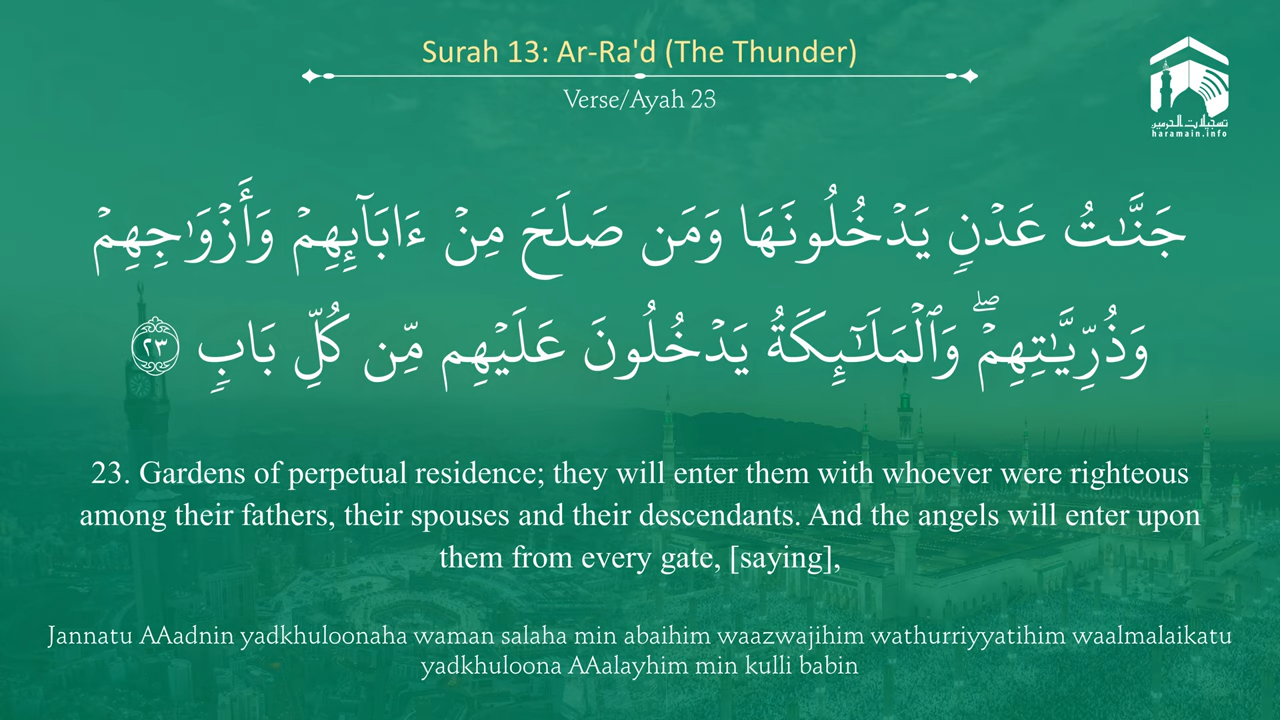 Surah 13: Ar-Ra'd (The Thunder)
Verse/Ayah 23
تسجيلات الحرمين
haramain.info
جَنَّـٰتُ عَدْنٍ يَدْخُلُونَهَا وَمَن صَلَحَ مِنْ ءَابَآئِهِمْ وَأَزْوَٰجِهِمْ
وَذُرِّيَّـٰتِهِمْ ۖ وَٱلْمَلَـٰٓئِكَةُ يَدْخُلُونَ عَلَيْهِم مِّن كُلِّ بَابٍ ٢٣
23. Gardens of perpetual residence; they will enter them with whoever were righteous
among their fathers, their spouses and their descendants. And the angels will enter upon
them from every gate, [saying],
Jannatu AAadnin yadkhuloonaha waman salaha min abaihim waazwajihim wathurriyyatihim waalmalaikatu
yadkhuloona AAalayhim min kulli babin